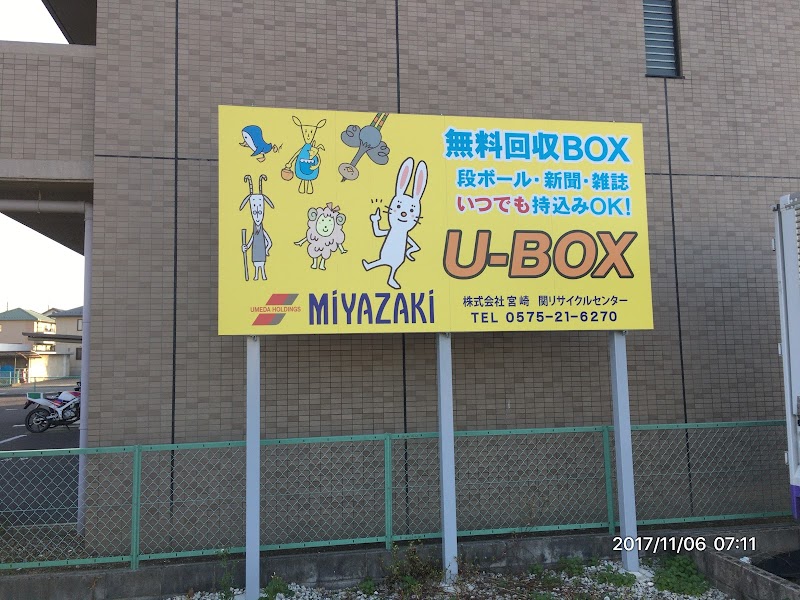 無料回収BOX
段ボール・新聞・雑誌
いつでも持込みOK!
U-BOX
UMEDA HOLDINGS
MiYAZAKi
株式会社宮崎 関リサイクルセンター
TEL 0575-21-6270
2017/11/06 07:11